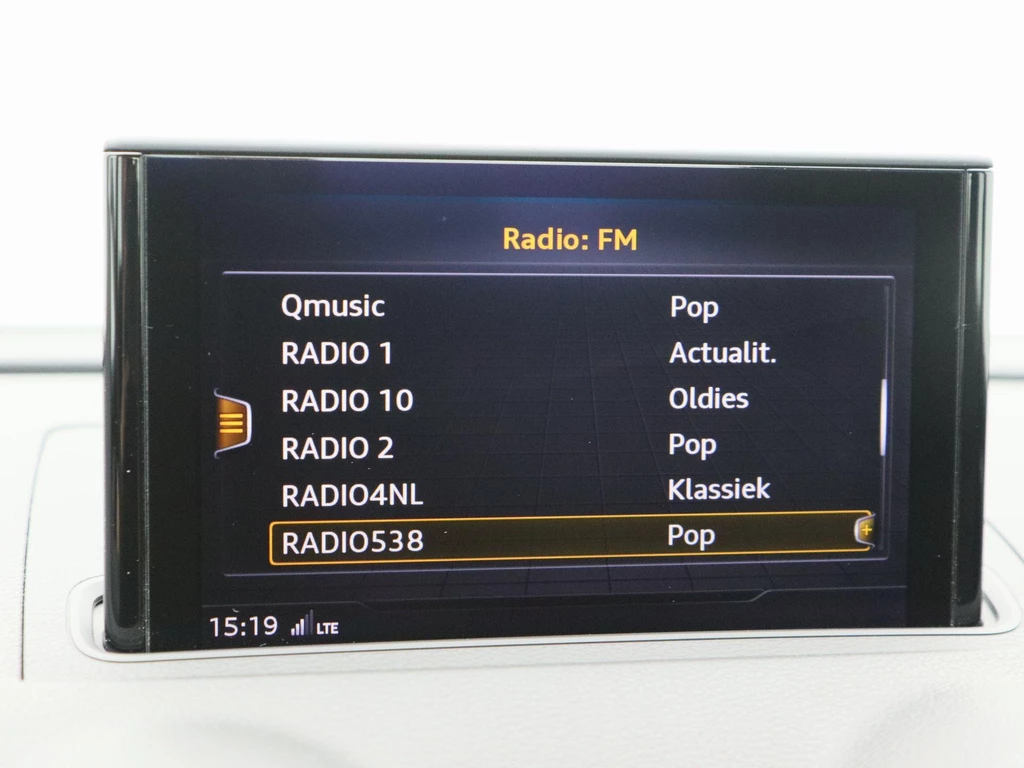 Radio: FM
Qmusic Pop
RADIO 1 Actualit.
RADIO 10 Oldies
RADIO 2 Pop
RADIO4NL Klassiek
RADIO538 Pop
15:19 LTE